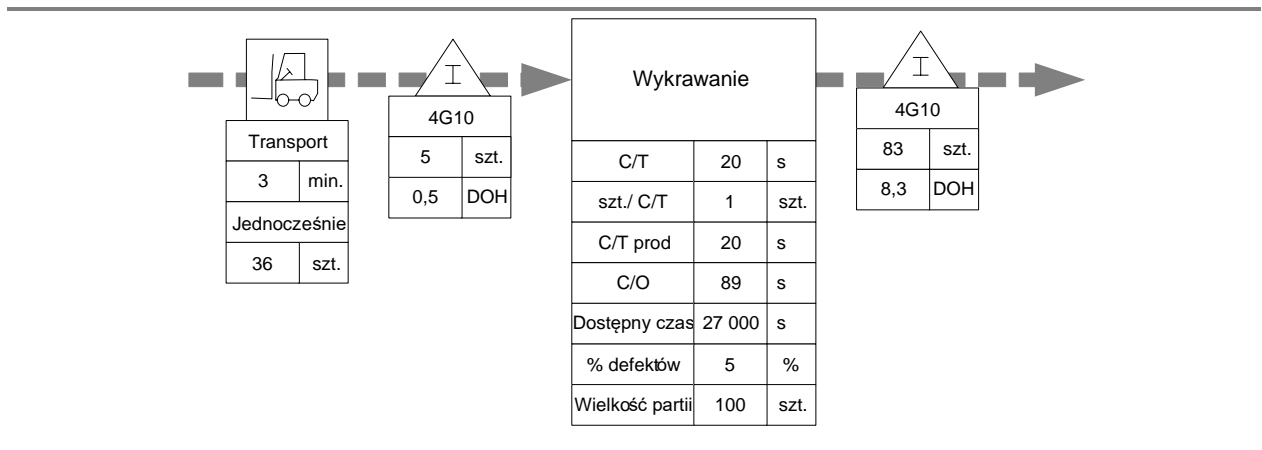 Transport
3 min.
Jednocześnie
36 szt.
I
4G10
5 szt.
0,5 DOH
Wykrawanie
C/T 20 s
szt./ C/T 1 szt.
C/T prod 20 s
C/O 89 s
Dostępny czas 27 000 s
% defektów 5 %
Wielkość partii 100 szt.
I
4G10
83 szt.
8,3 DOH